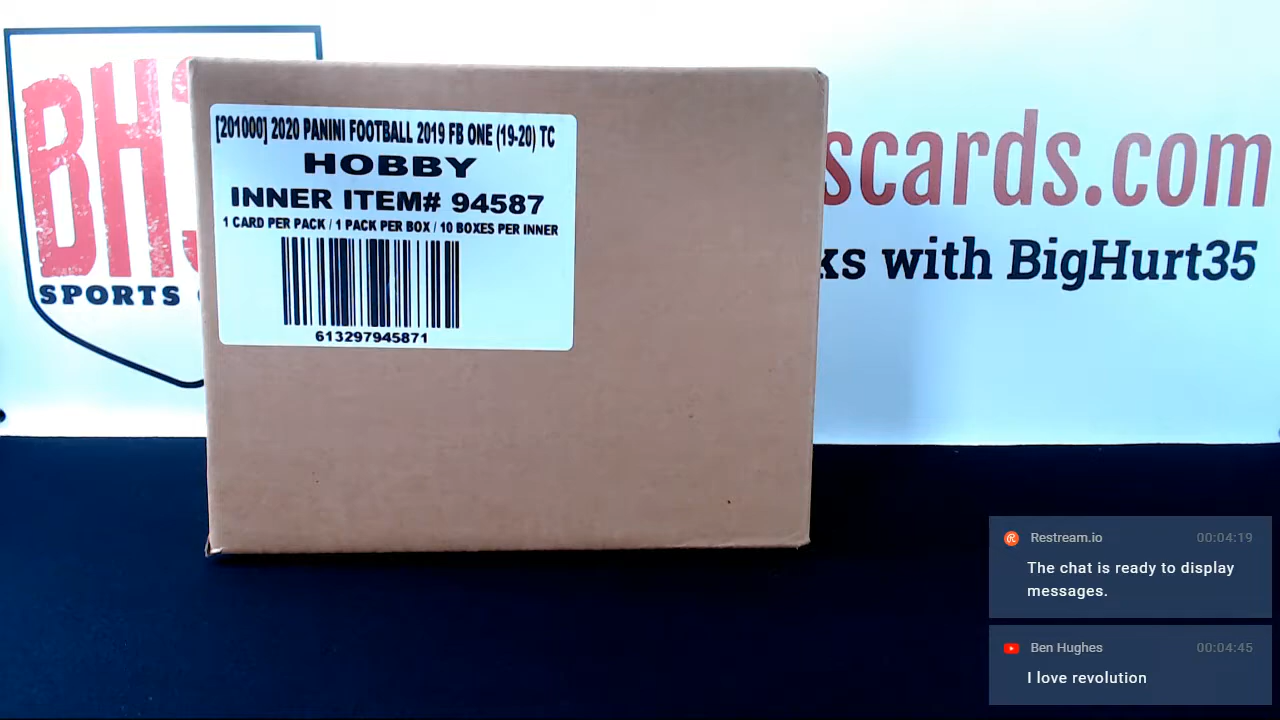 BH
SPORTS
[201000] 2020 PANINI FOOTBALL 2019 FB ONE (19-20) TC
HOBBY
INNER ITEM# 94587
1 CARD PER PACK / 1 PACK PER BOX / 10 BOXES PER INNER
613297945871
scards.com
ks with BigHurt35
Restream.io 00:04:19
The chat is ready to display
messages.
Ben Hughes 00:04:45
I love revolution